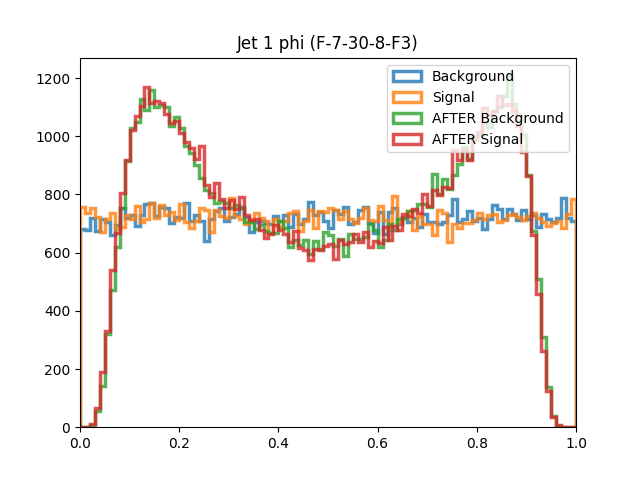 Jet 1 phi (F-7-30-8-F3)
Background
Signal
AFTER Background
AFTER Signal
1200
1000
800
600
400
200
0
0.0 0.2 0.4 0.6 0.8 1.0